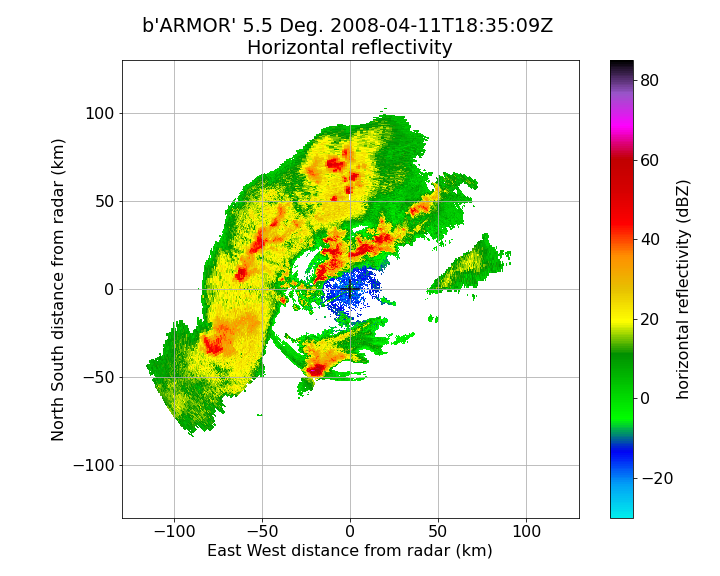 b'ARMOR' 5.5 Deg. 2008-04-11T18:35:09Z
Horizontal reflectivity
North South distance from radar (km)
100
50
0
−50
−100
−100 −50 0 50 100
East West distance from radar (km)
80
60
40
20
0
−20
horizontal reflectivity (dBZ)